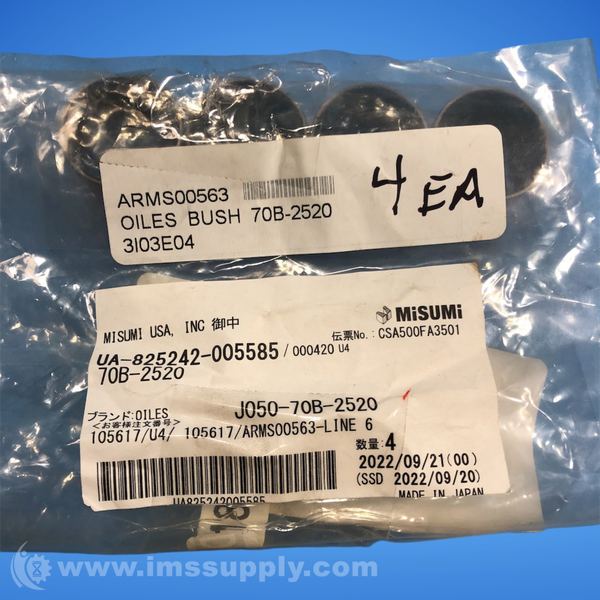 ARMS00563
OILES BUSH 70B-2520
3I03E04
4 EA
MISUMI USA, INC 御中
MiSUMi
伝票No.: CSA500FA3501
UA-825242-005585 / 000420 U4
70B-2520
ブランド:OILES
J050-70B-2520
<お客様注文番号>
105617/U4/ 105617/ARMS00563-LINE 6
数量: 4
2022/09/21(00)
(SSD 2022/09/20)
MADE IN JAPAN
UA825242005585
18
www.imssupply.com